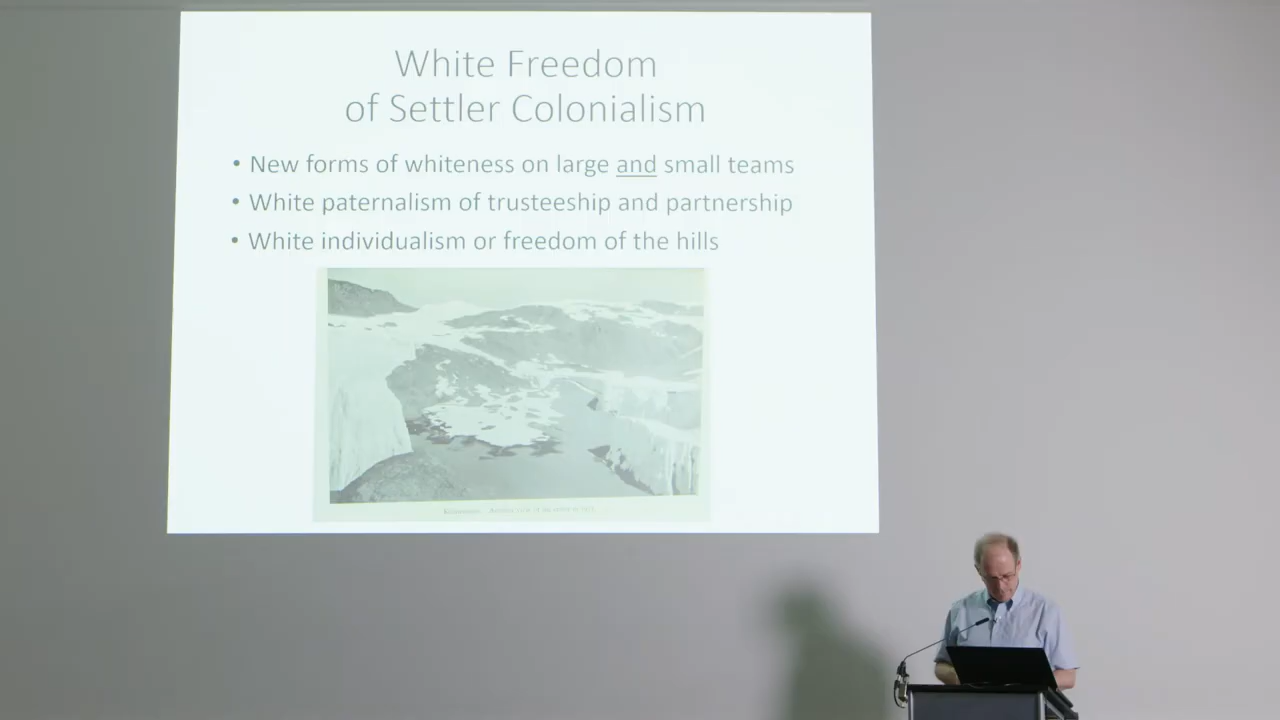 White Freedom
of Settler Colonialism
• New forms of whiteness on large and small teams
• White paternalism of trusteeship and partnership
• White individualism or freedom of the hills